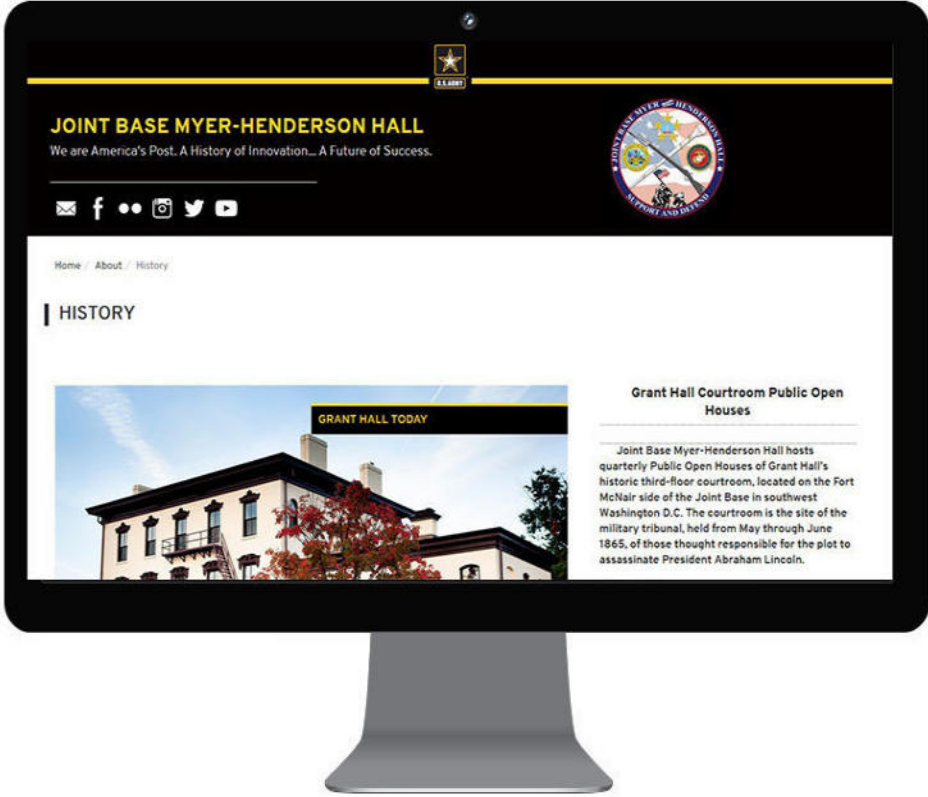 U.S. ARMY
JOINT BASE MYER-HENDERSON HALL
We are America's Post. A History of Innovation... A Future of Success.
JOINT BASE MYER and HENDERSON HALL
SUPPORT AND DEFEND
Home / About / History
HISTORY
GRANT HALL TODAY
Grant Hall Courtroom Public Open
Houses
Joint Base Myer-Henderson Hall hosts
quarterly Public Open Houses of Grant Hall's
historic third-floor courtroom, located on the Fort
McNair side of the Joint Base in southwest
Washington D.C. The courtroom is the site of the
military tribunal, held from May through June
1865, of those thought responsible for the plot to
assassinate President Abraham Lincoln.